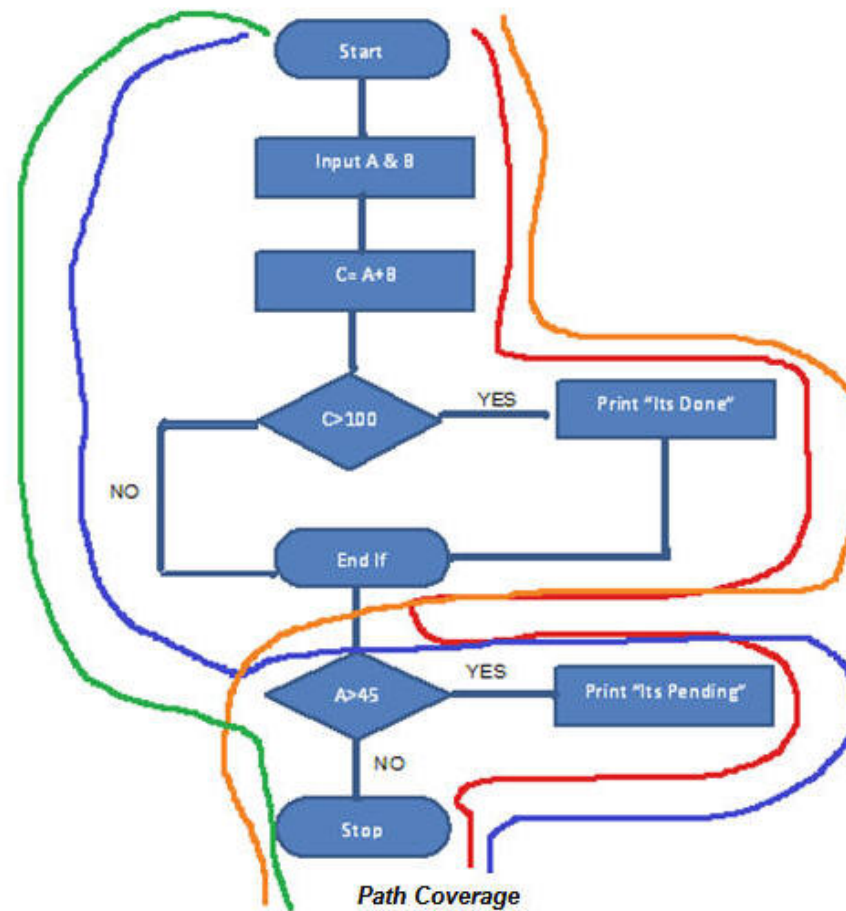 Start
Input A & B
C= A+B
C>100
YES
Print “Its Done”
NO
End If
A>45
YES
Print “Its Pending”
NO
Stop
Path Coverage